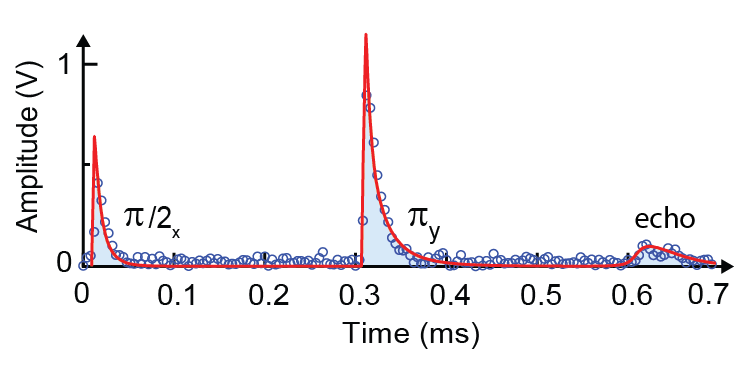 Amplitude (V)
1
0
π/2x
πy
echo
0 0.1 0.2 0.3 0.4 0.5 0.6 0.7
Time (ms)